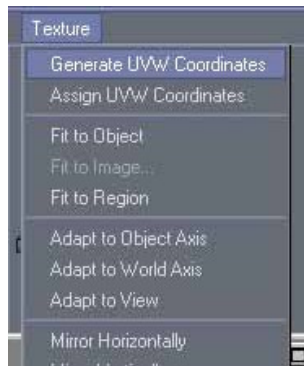 Texture
Generate UVW Coordinates
Assign UVW Coordinates
Fit to Object
Fit to Image...
Fit to Region
Adapt to Object Axis
Adapt to World Axis
Adapt to View
Mirror Horizontally